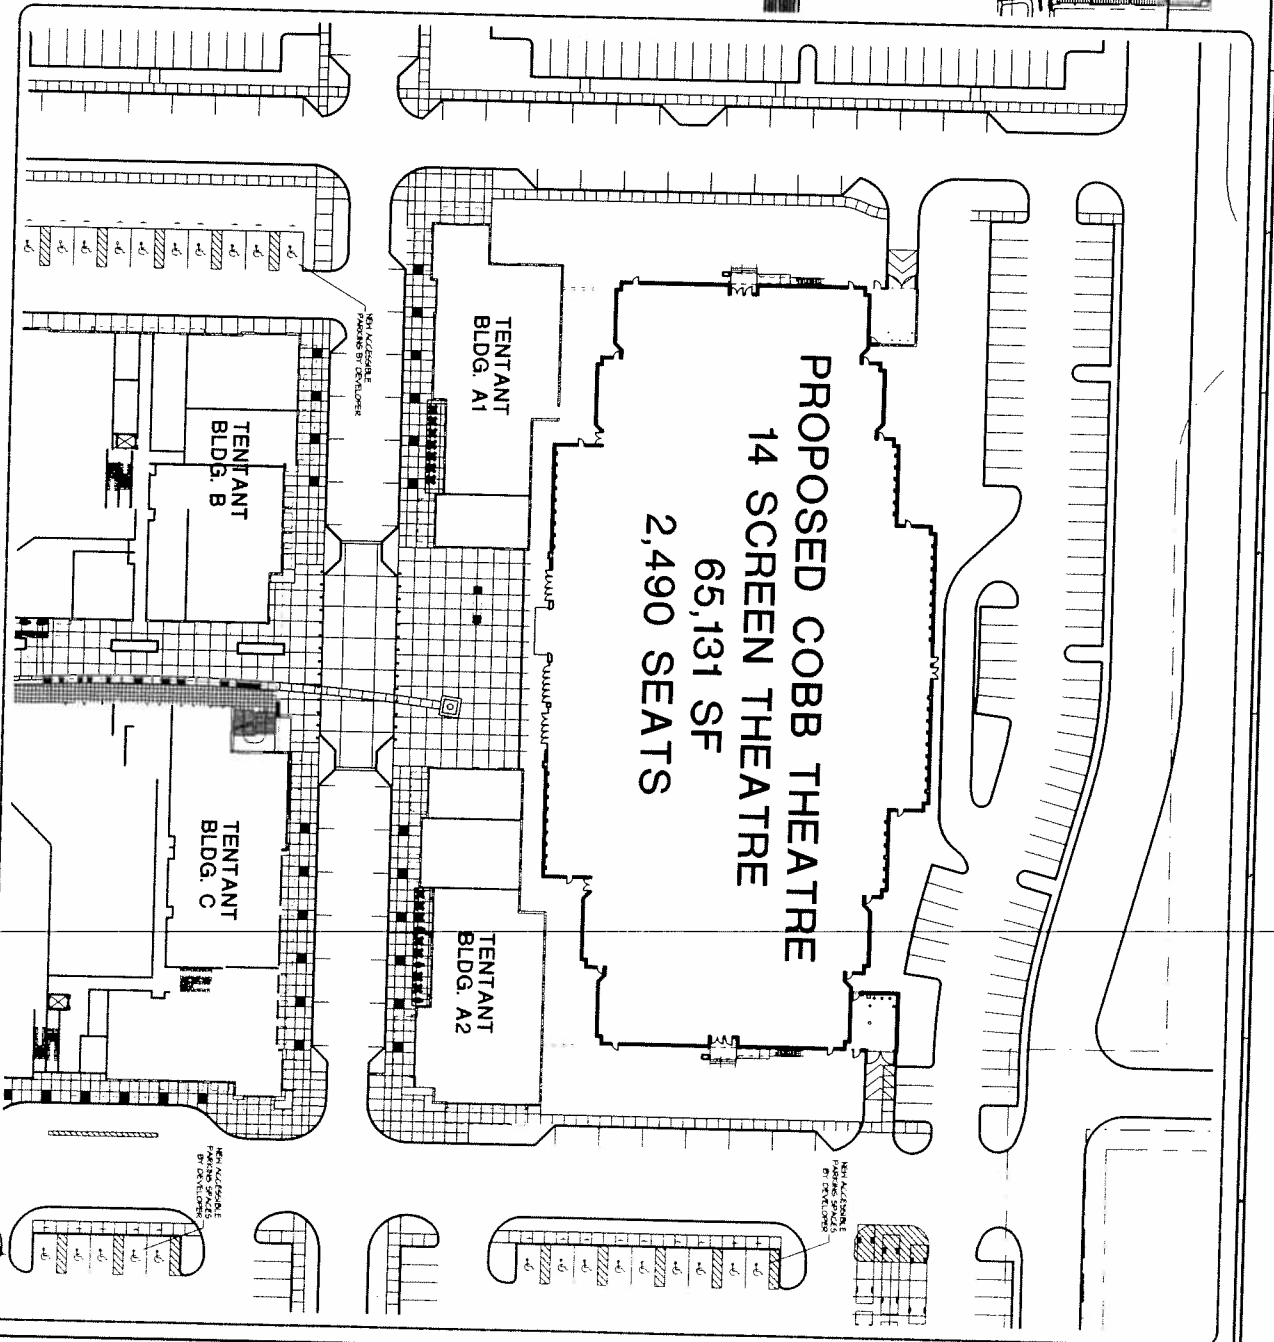 PROPOSED COBB THEATRE
14 SCREEN THEATRE
65,131 SF
2,490 SEATS
TENTANT
BLDG. A1
TENTANT
BLDG. A2
TENTANT
BLDG. B
TENTANT
BLDG. C
NEW ACCESSIBLE
PARKING BY DEVELOPER
NEW ACCESSIBLE
PARKING SPACES
BY DEVELOPER
NEW ACCESSIBLE
PARKING SPACES
BY DEVELOPER